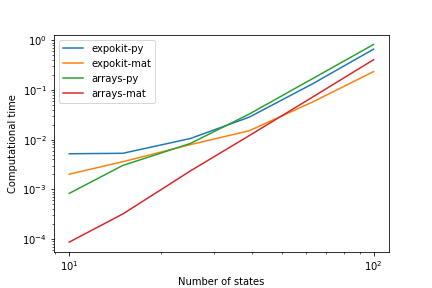 10⁰
10⁻¹
10⁻²
10⁻³
10⁻⁴
Computational time
expokit-py
expokit-mat
arrays-py
arrays-mat
10¹ 10²
Number of states